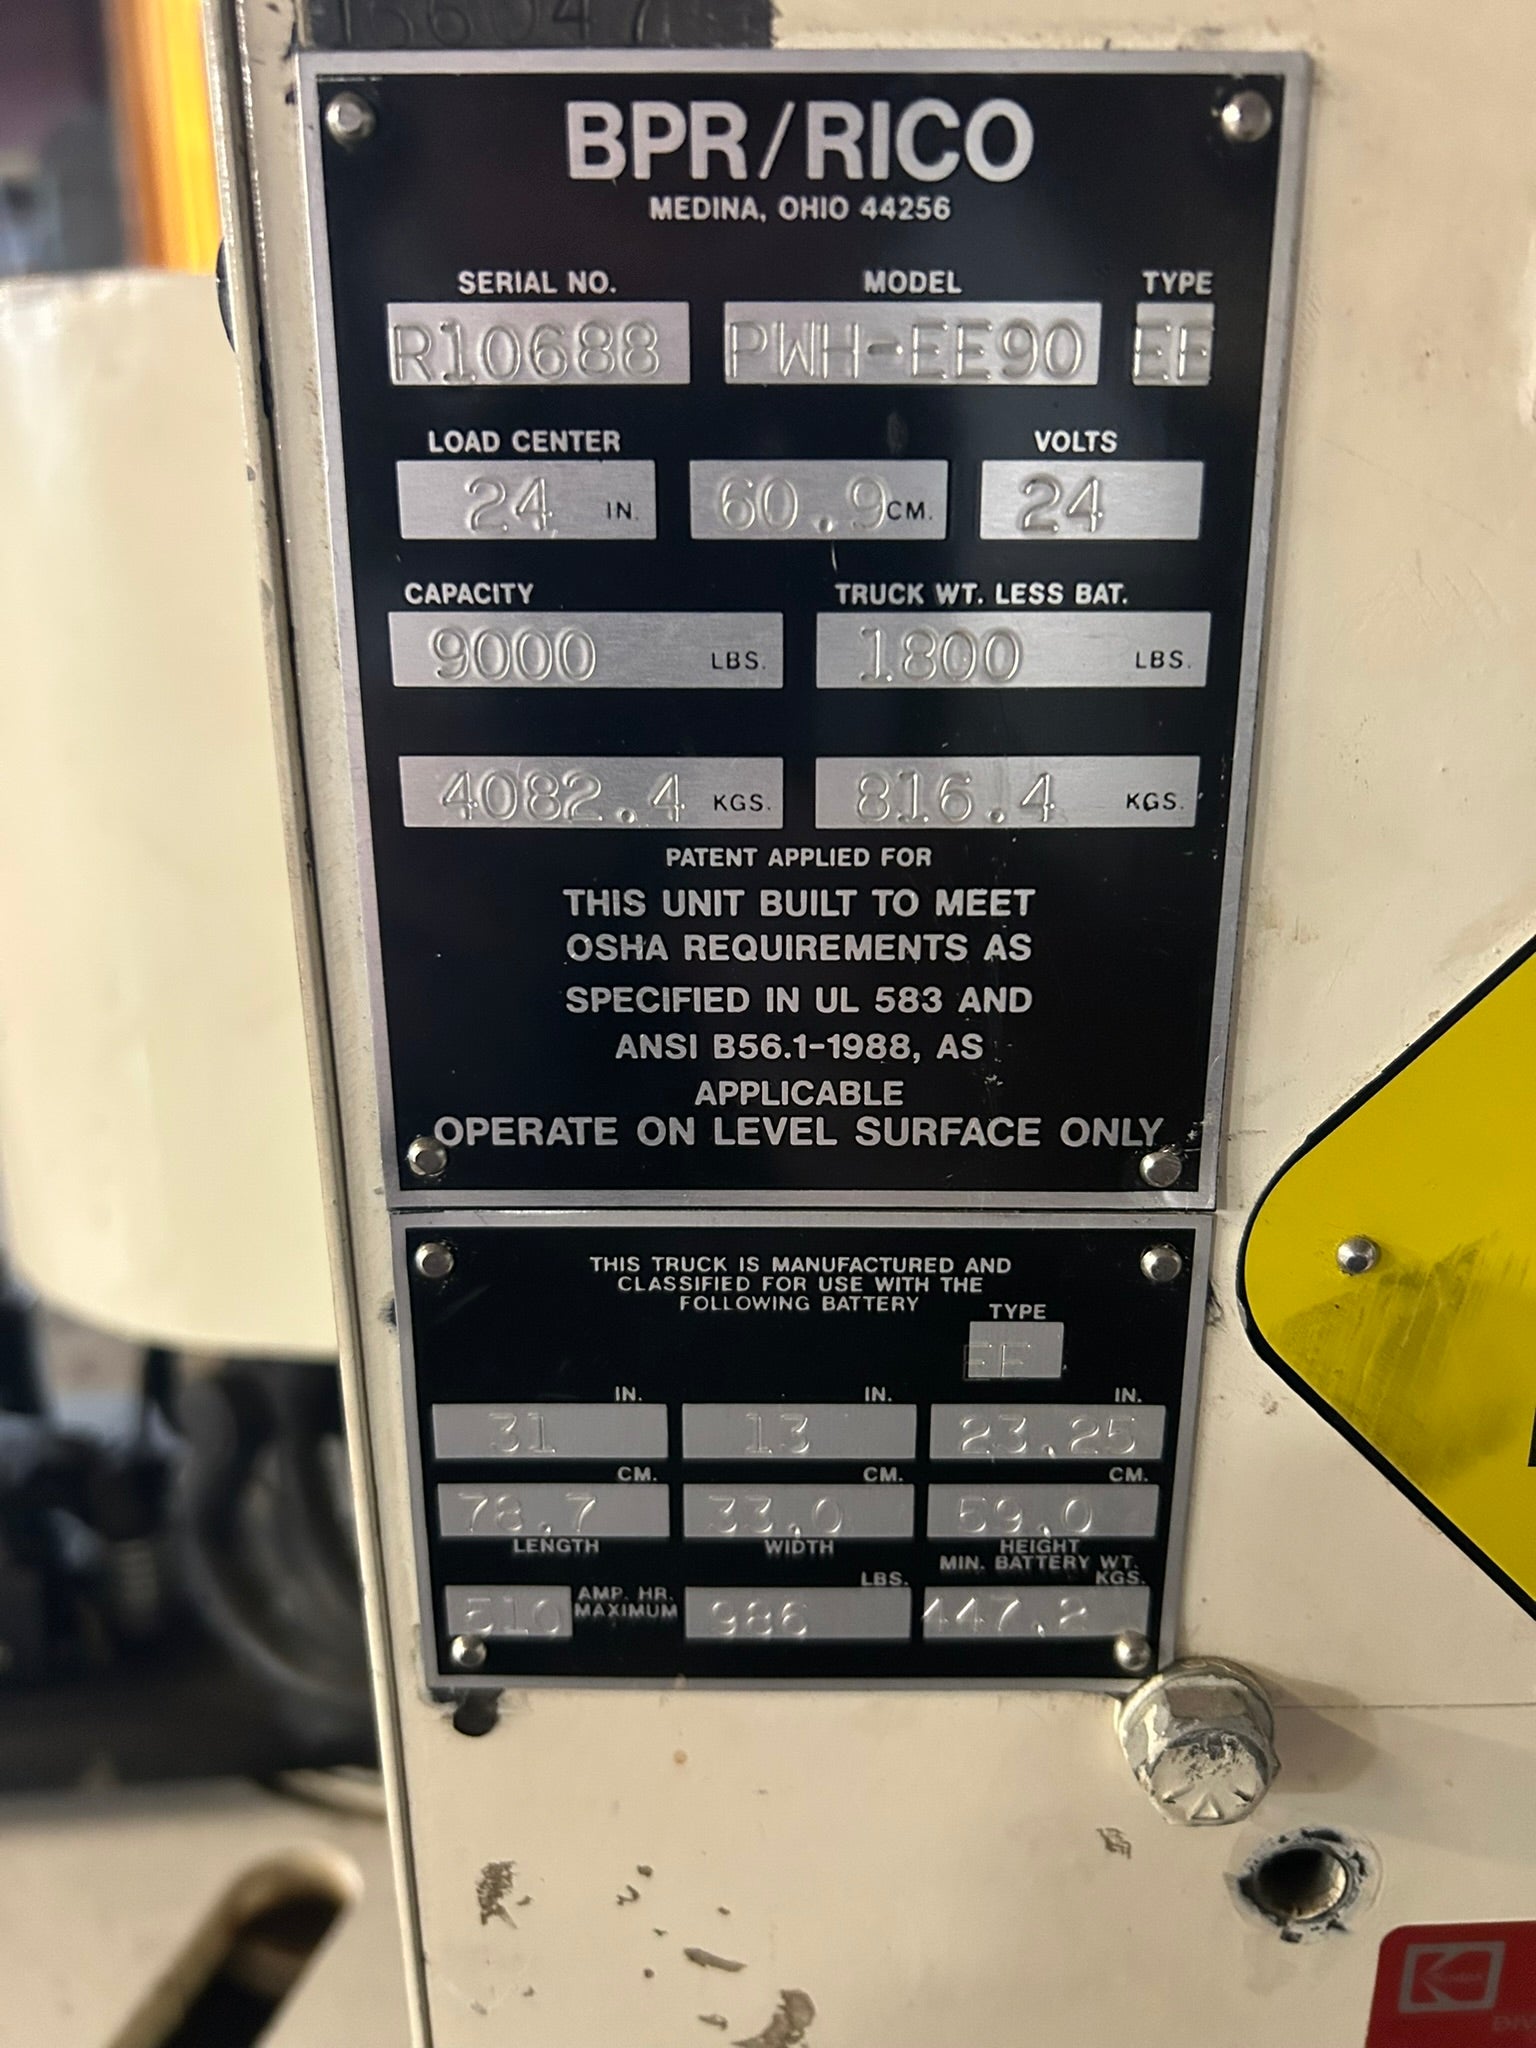 156047
BPR/RICO
MEDINA, OHIO 44256
SERIAL NO. MODEL TYPE
R10688 PWH-EE90 EE
LOAD CENTER VOLTS
24 IN. 60.9 CM. 24
CAPACITY TRUCK WT. LESS BAT.
9000 LBS. 1800 LBS.
4082.4 KGS. 816.4 KGS.
PATENT APPLIED FOR
THIS UNIT BUILT TO MEET
OSHA REQUIREMENTS AS
SPECIFIED IN UL 583 AND
ANSI B56.1-1988, AS
APPLICABLE
OPERATE ON LEVEL SURFACE ONLY
THIS TRUCK IS MANUFACTURED AND
CLASSIFIED FOR USE WITH THE
FOLLOWING BATTERY
TYPE
EE
IN. IN. IN.
31 13 23.25
CM. CM. CM.
78.7 33.0 59.0
LENGTH WIDTH HEIGHT
MIN. BATTERY WT.
LBS. KGS.
510 AMP. HR. MAXIMUM 986 447.2
Kodak
DIV